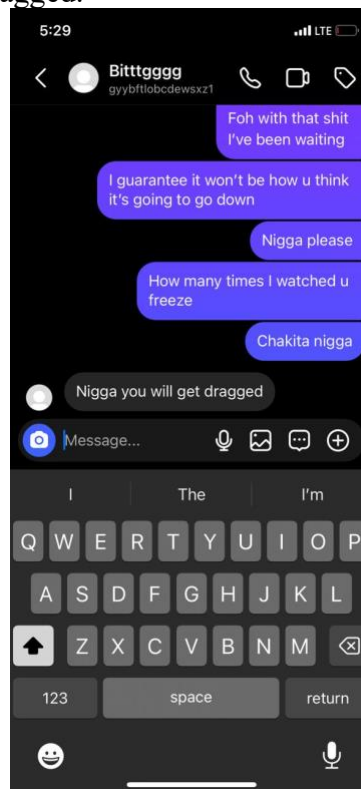 agged.
5:29
LTE
Bitttgggg
gyybftlobcdewsxz1
Foh with that shit
I've been waiting
I guarantee it won't be how u think
it's going to go down
Nigga please
How many times I watched u
freeze
Chakita nigga
Nigga you will get dragged
Message...
I The I'm
Q W E R T Y U I O P
A S D F G H J K L
Z X C V B N M
123 space return